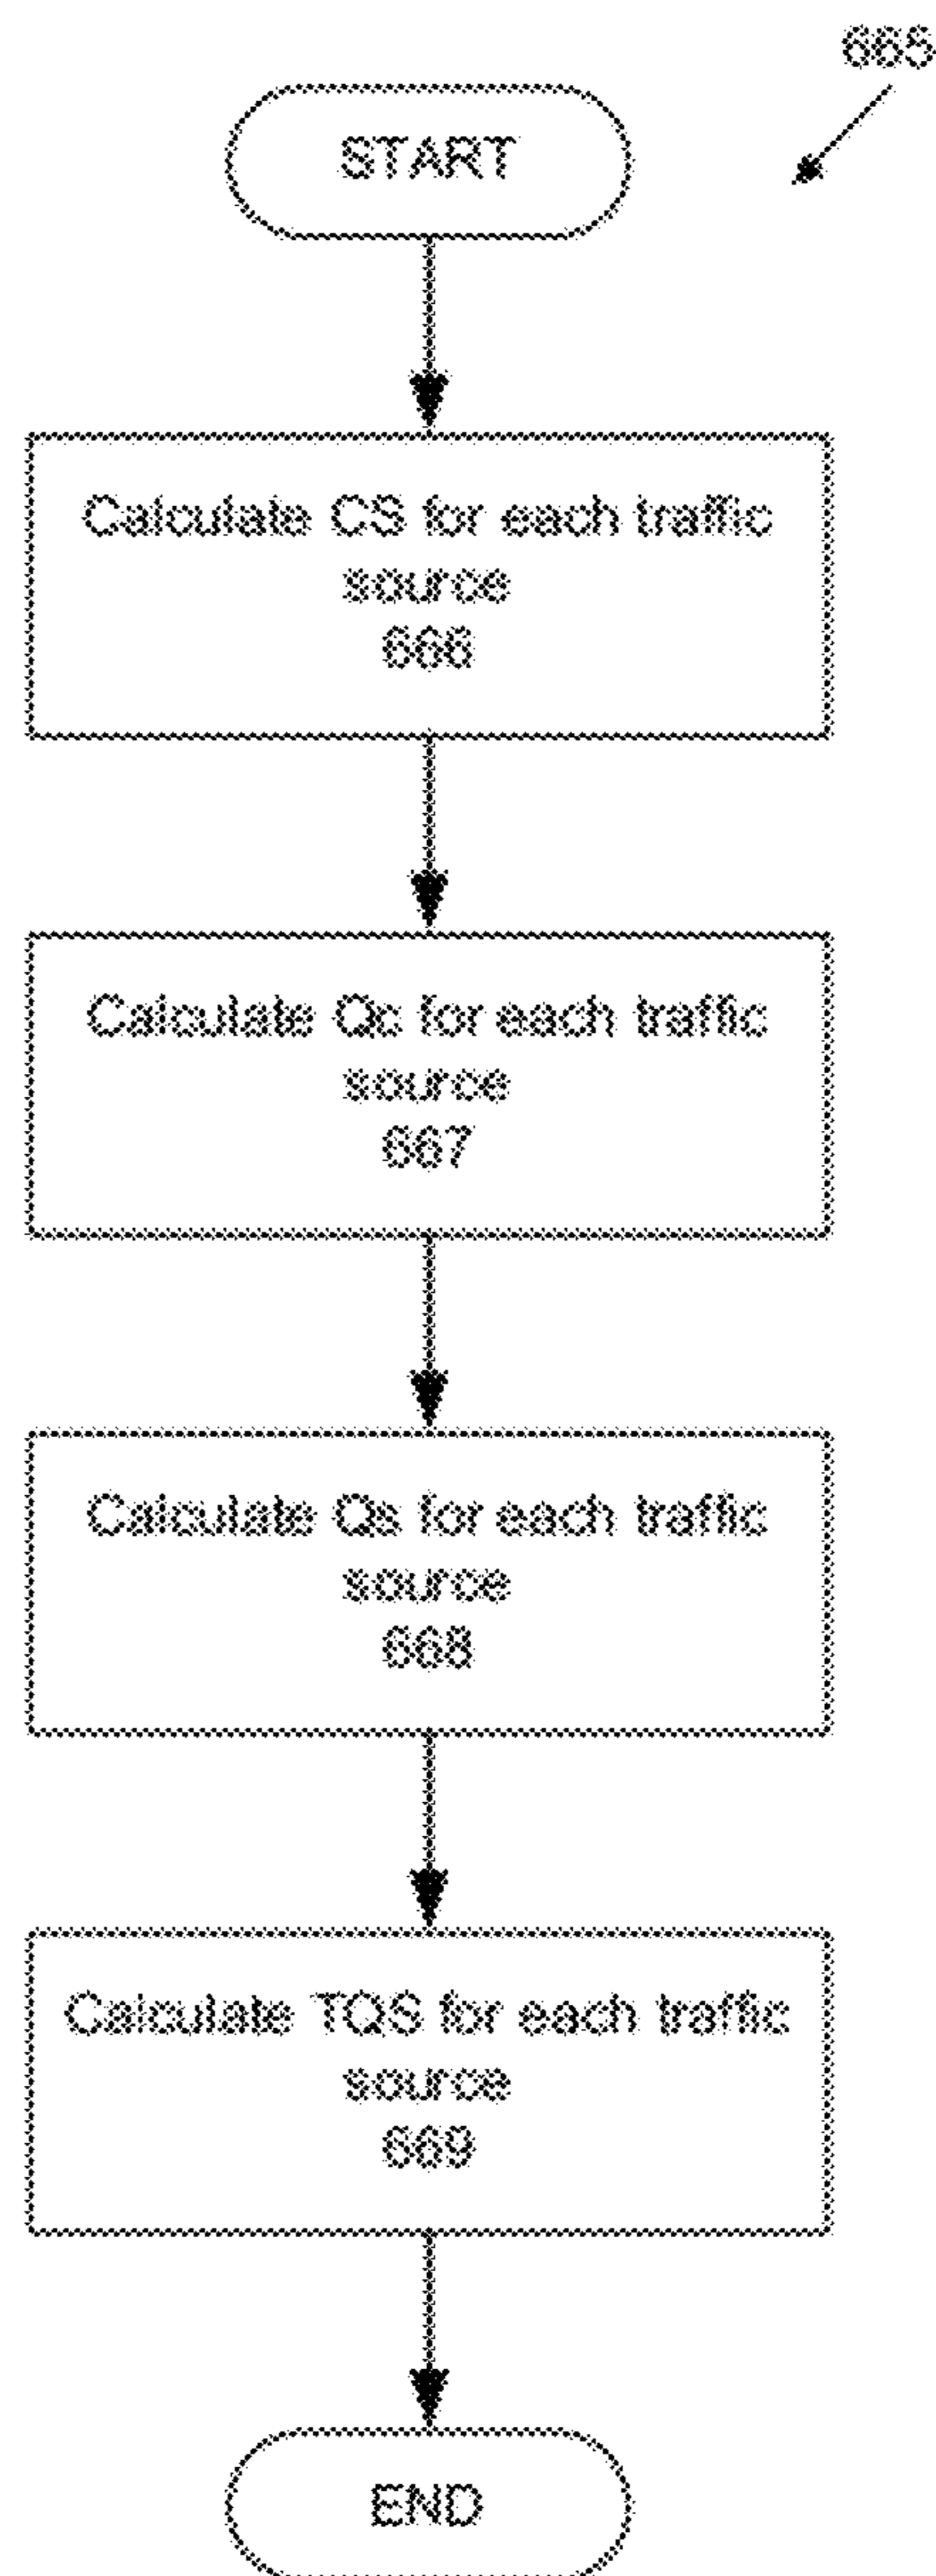 665
START
Calculate CS for each traffic
source
666
Calculate Qc for each traffic
source
667
Calculate Qs for each traffic
source
668
Calculate TQS for each traffic
source
669
END